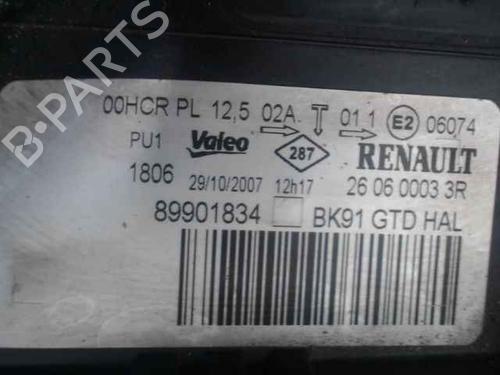 00HCR PL 12,5 02A. T 01 1 E2 06074
PU1 Valeo 287 RENAULT
1806 29/10/2007 12h17 26 06 0003 3R
89901834 BK91 GTD HAL